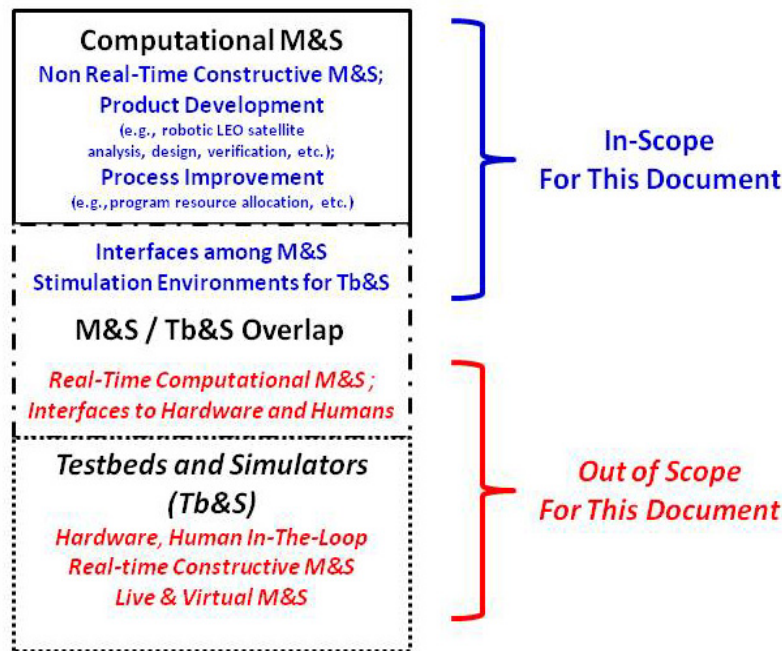 Computational M&S
Non Real-Time Constructive M&S;
Product Development
(e.g., robotic LEO satellite
analysis, design, verification, etc.);
Process Improvement
(e.g.,program resource allocation, etc.)
In-Scope
For This Document
Interfaces among M&S
Stimulation Environments for Tb&S
M&S / Tb&S Overlap
Real-Time Computational M&S ;
Interfaces to Hardware and Humans
Testbeds and Simulators
(Tb&S)
Hardware, Human In-The-Loop
Real-time Constructive M&S
Live & Virtual M&S
Out of Scope
For This Document